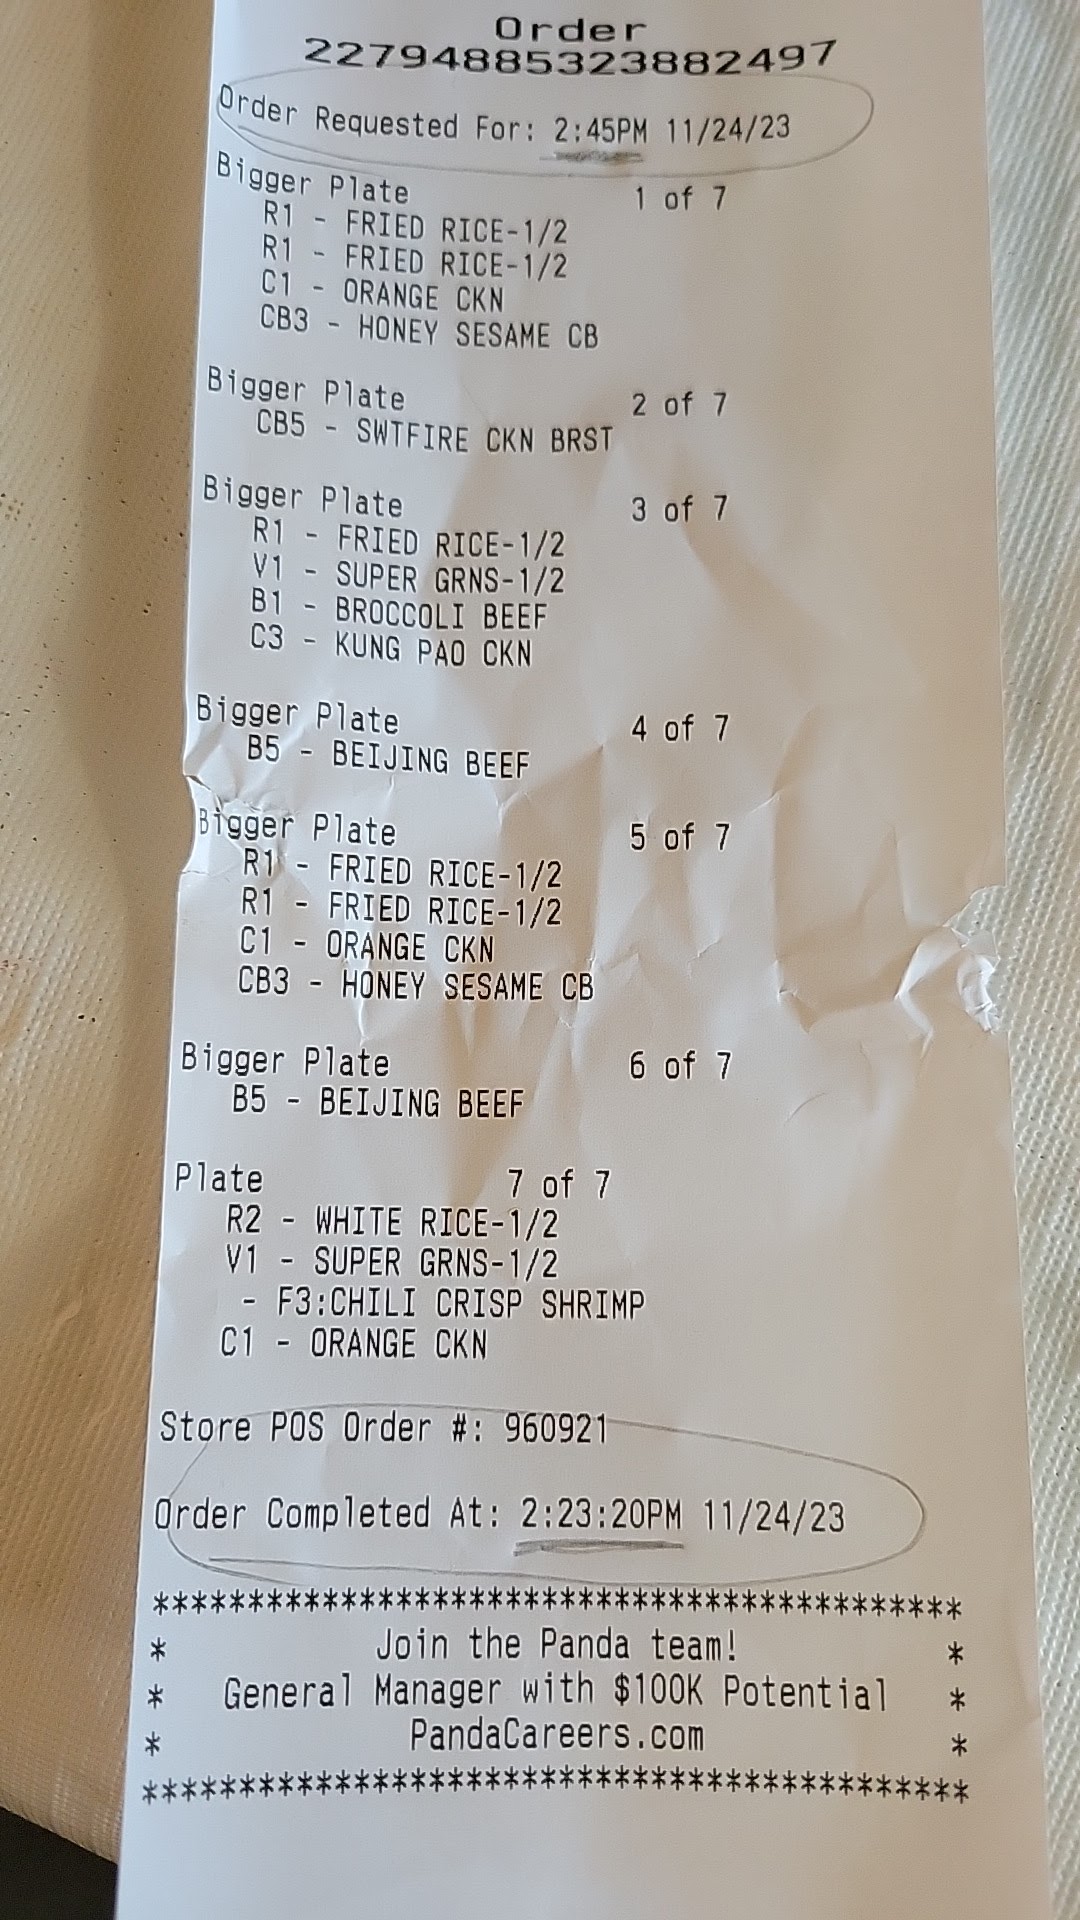 Order
22794885323882497
Order Requested For: 2:45PM 11/24/23
Bigger Plate 1 of 7
R1 - FRIED RICE-1/2
R1 - FRIED RICE-1/2
C1 - ORANGE CKN
CB3 - HONEY SESAME CB
Bigger Plate 2 of 7
CB5 - SWTFIRE CKN BRST
Bigger Plate 3 of 7
R1 - FRIED RICE-1/2
V1 - SUPER GRNS-1/2
B1 - BROCCOLI BEEF
C3 - KUNG PAO CKN
Bigger Plate 4 of 7
B5 - BEIJING BEEF
Bigger Plate 5 of 7
R1 - FRIED RICE-1/2
R1 - FRIED RICE-1/2
C1 - ORANGE CKN
CB3 - HONEY SESAME CB
Bigger Plate 6 of 7
B5 - BEIJING BEEF
Plate 7 of 7
R2 - WHITE RICE-1/2
V1 - SUPER GRNS-1/2
- F3:CHILI CRISP SHRIMP
C1 - ORANGE CKN
Store POS Order #: 960921
Order Completed At: 2:23:20PM 11/24/23
******************************************
* Join the Panda team! *
* General Manager with $100K Potential *
* PandaCareers.com *
******************************************